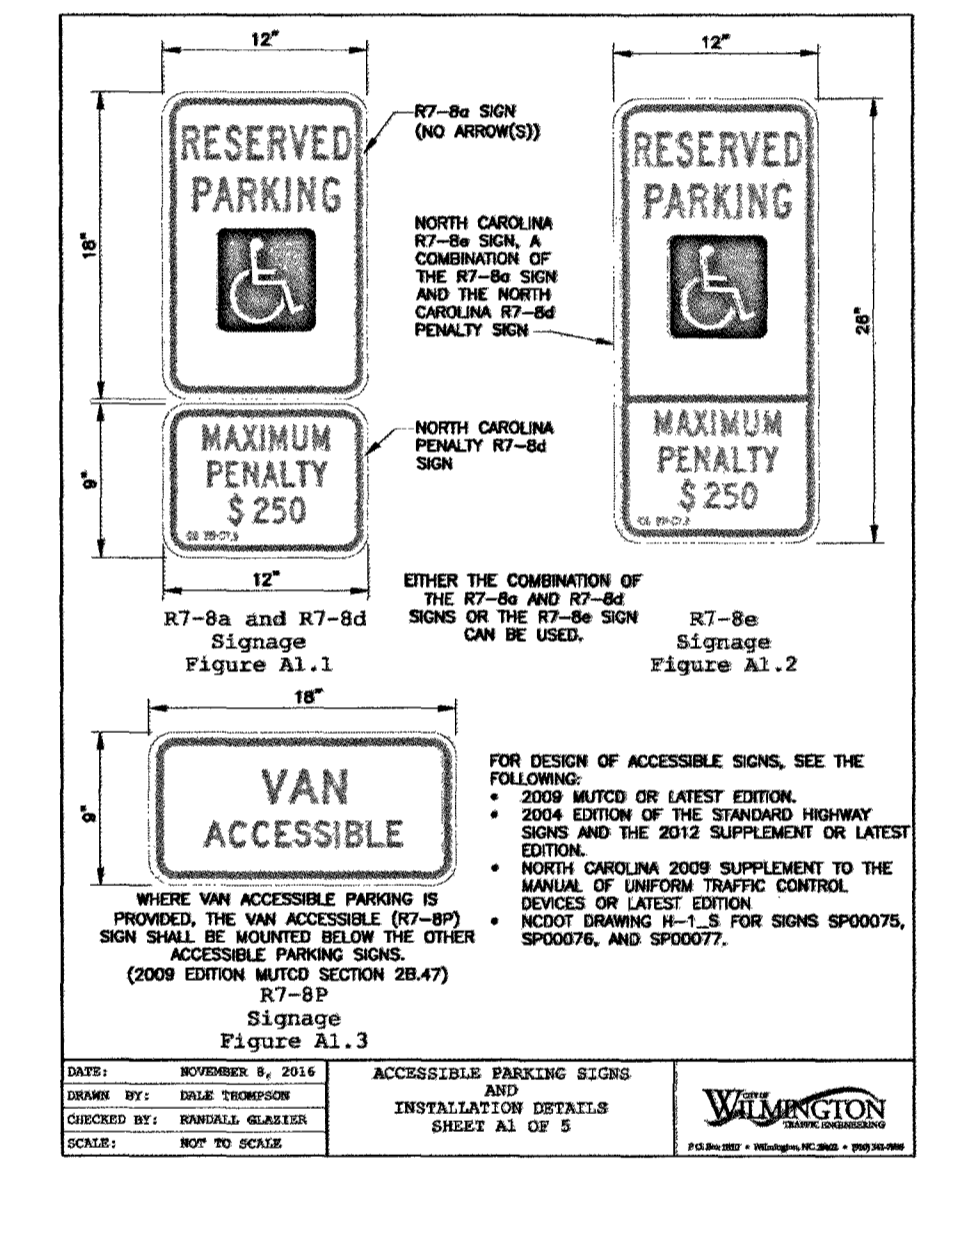 12"
12"
R7-8a SIGN
(NO ARROW(S))
RESERVED
PARKING
18"
NORTH CAROLINA
R7-8e SIGN, A
COMBINATION OF
THE R7-8a SIGN
AND THE NORTH
CAROLINA R7-8d
PENALTY SIGN
RESERVED
PARKING
26"
MAXIMUM
PENALTY
$ 250
9"
NORTH CAROLINA
PENALTY R7-8d
SIGN
MAXIMUM
PENALTY
$ 250
12"
R7-8a and R7-8d
Signage
Figure A1.1
EITHER THE COMBINATION OF
THE R7-8a AND R7-8d
SIGNS OR THE R7-8e SIGN
CAN BE USED.
R7-8e
Signage
Figure A1.2
18"
9"
VAN
ACCESSIBLE
WHERE VAN ACCESSIBLE PARKING IS
PROVIDED, THE VAN ACCESSIBLE (R7-8P)
SIGN SHALL BE MOUNTED BELOW THE OTHER
ACCESSIBLE PARKING SIGNS.
(2009 EDITION MUTCD SECTION 2B.47)
R7-8P
Signage
Figure A1.3
FOR DESIGN OF ACCESSIBLE SIGNS, SEE THE
FOLLOWING:
• 2009 MUTCD OR LATEST EDITION.
• 2004 EDITION OF THE STANDARD HIGHWAY
SIGNS AND THE 2012 SUPPLEMENT OR LATEST
EDITION.
• NORTH CAROLINA 2009 SUPPLEMENT TO THE
MANUAL OF UNIFORM TRAFFIC CONTROL
DEVICES OR LATEST EDITION
• NCDOT DRAWING H-1_S FOR SIGNS SP00075,
SP00076, AND SP00077.
DATE: NOVEMBER 8, 2016
DRAWN BY: DALE THOMPSON
CHECKED BY: RANDALL GLAZIER
SCALE: NOT TO SCALE
ACCESSIBLE PARKING SIGNS
AND
INSTALLATION DETAILS
SHEET A1 OF 5
CITY OF
WILMINGTON
TRAFFIC ENGINEERING
P.O. Box 1810 • Wilmington, NC 28402 •